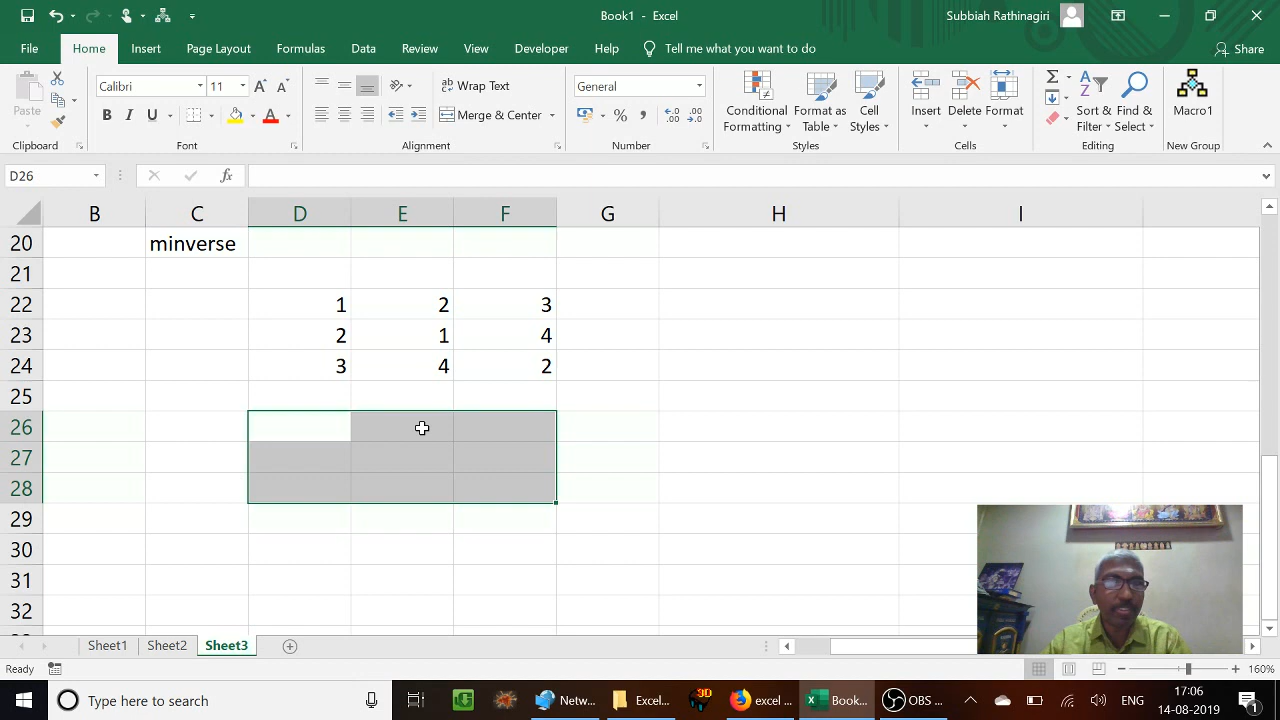 Book1 - Excel
Subbiah Rathinagiri
File Home Insert Page Layout Formulas Data Review View Developer Help Tell me what you want to do Share
Paste
Clipboard
Calibri 11
B I U A
Font
Wrap Text
Merge & Center
Alignment
General
%
Number
Conditional Formatting
Format as Table
Cell Styles
Styles
Insert Delete Format
Cells
Sort & Filter
Find & Select
Editing
Macro1
New Group
D26 fx
B C D E F G H I
20 minverse
21
22 1 2 3
23 2 1 4
24 3 4 2
25
26
27
28
29
30
31
32
Sheet1 Sheet2 Sheet3
Ready 160%
Type here to search
Netw...
Excel...
excel ...
Book...
OBS ...
ENG
17:06
14-08-2019
1